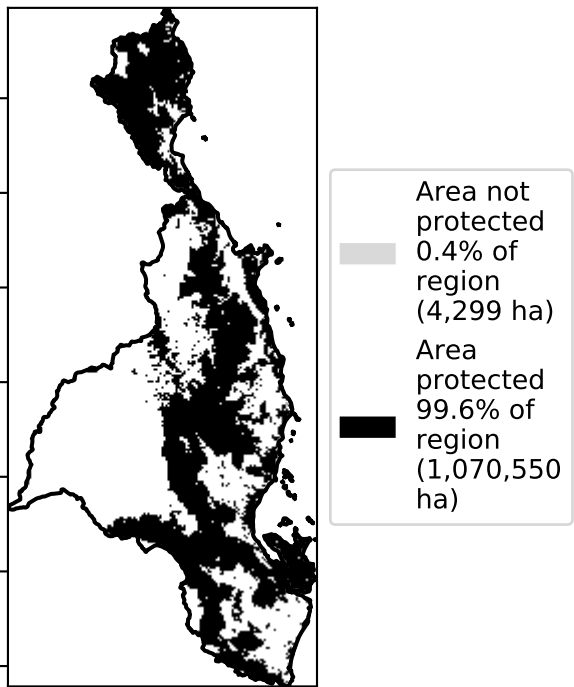 Area not
protected
0.4% of
region
(4,299 ha)
Area
protected
99.6% of
region
(1,070,550
ha)